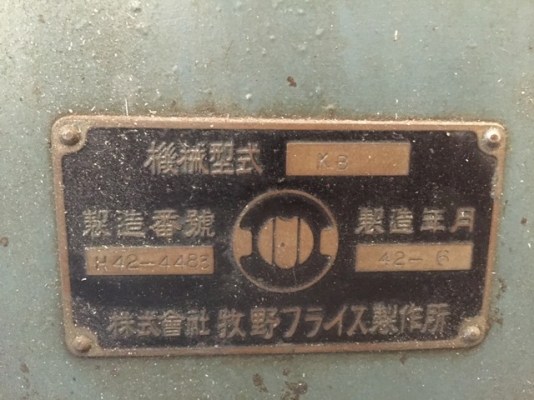 機械型式 KB
製造番號 製造年月
H42-4483 42-6
株式會社 牧野フライス製作所